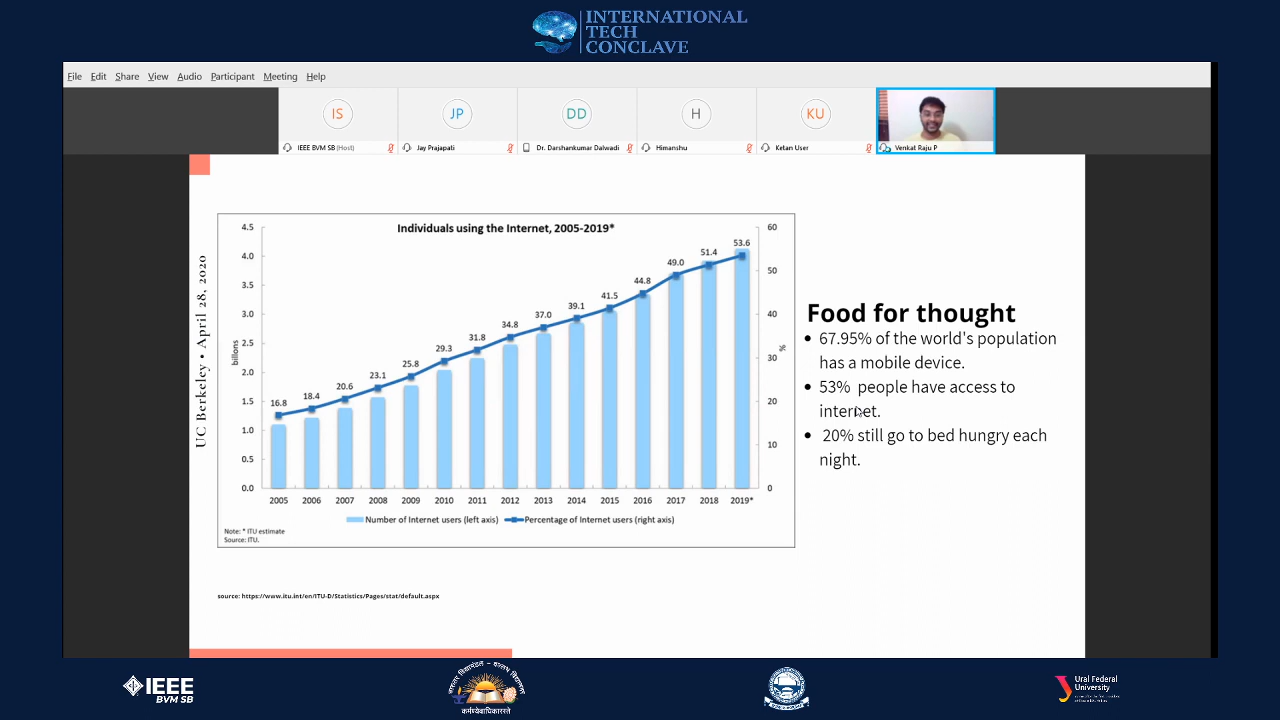 INTERNATIONAL
TECH
CONCLAVE
File Edit Share View Audio Participant Meeting Help
IS
JP
DD
H
KU
IEEE BVM SB (Host)
Jay Prajapati
Dr. Darshankumar Dalwadi
Himanshu
Ketan User
Venkat Raju P
UC Berkeley • April 28, 2020
Individuals using the Internet, 2005-2019*
4.5
4.0
3.5
3.0
2.5
2.0
1.5
1.0
0.5
0.0
billions
16.8
18.4
20.6
23.1
25.8
29.3
31.8
34.8
37.0
39.1
41.5
44.8
49.0
51.4
53.6
60
50
40
30
20
10
0
%
2005 2006 2007 2008 2009 2010 2011 2012 2013 2014 2015 2016 2017 2018 2019*
Number of Internet users (left axis) Percentage of Internet users (right axis)
Note: * ITU estimate
Source: ITU.
Food for thought
• 67.95% of the world's population
has a mobile device.
• 53% people have access to
internet.
• 20% still go to bed hungry each
night.
source: https://www.itu.int/en/ITU-D/Statistics/Pages/stat/default.aspx
IEEE
BVM SB
कर्मण्येवाधिकारस्ते
Ural Federal
University